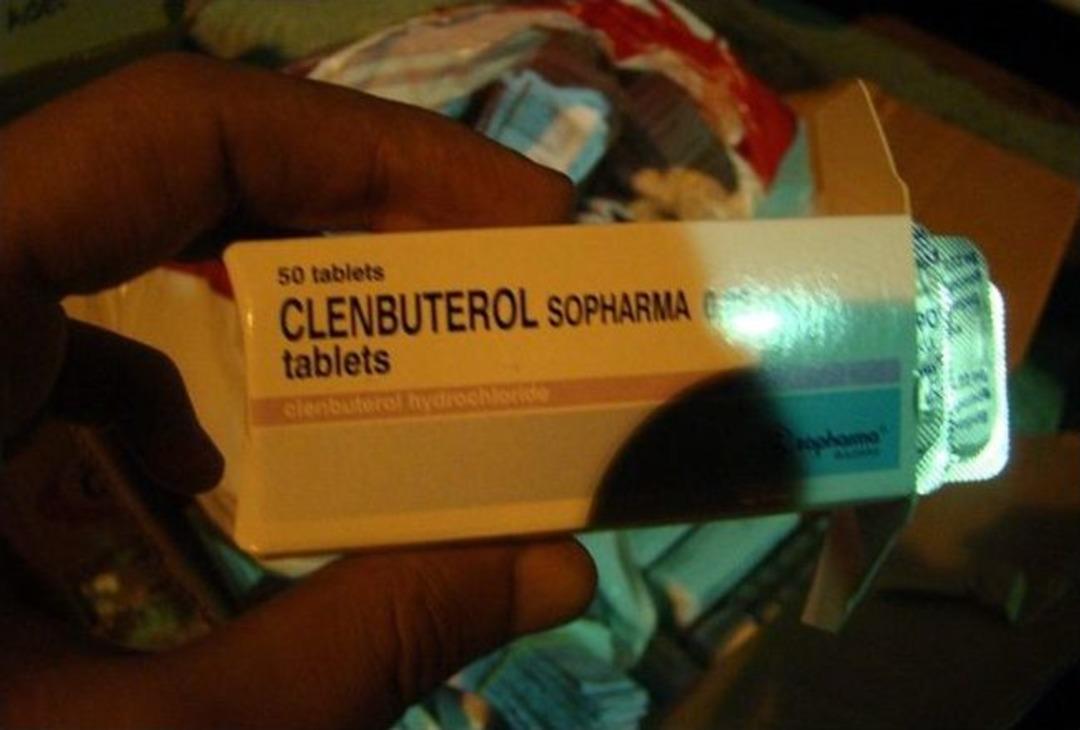 50 tablets
CLENBUTEROL SOPHARMA
tablets
clenbuterol hydrochloride
sopharma